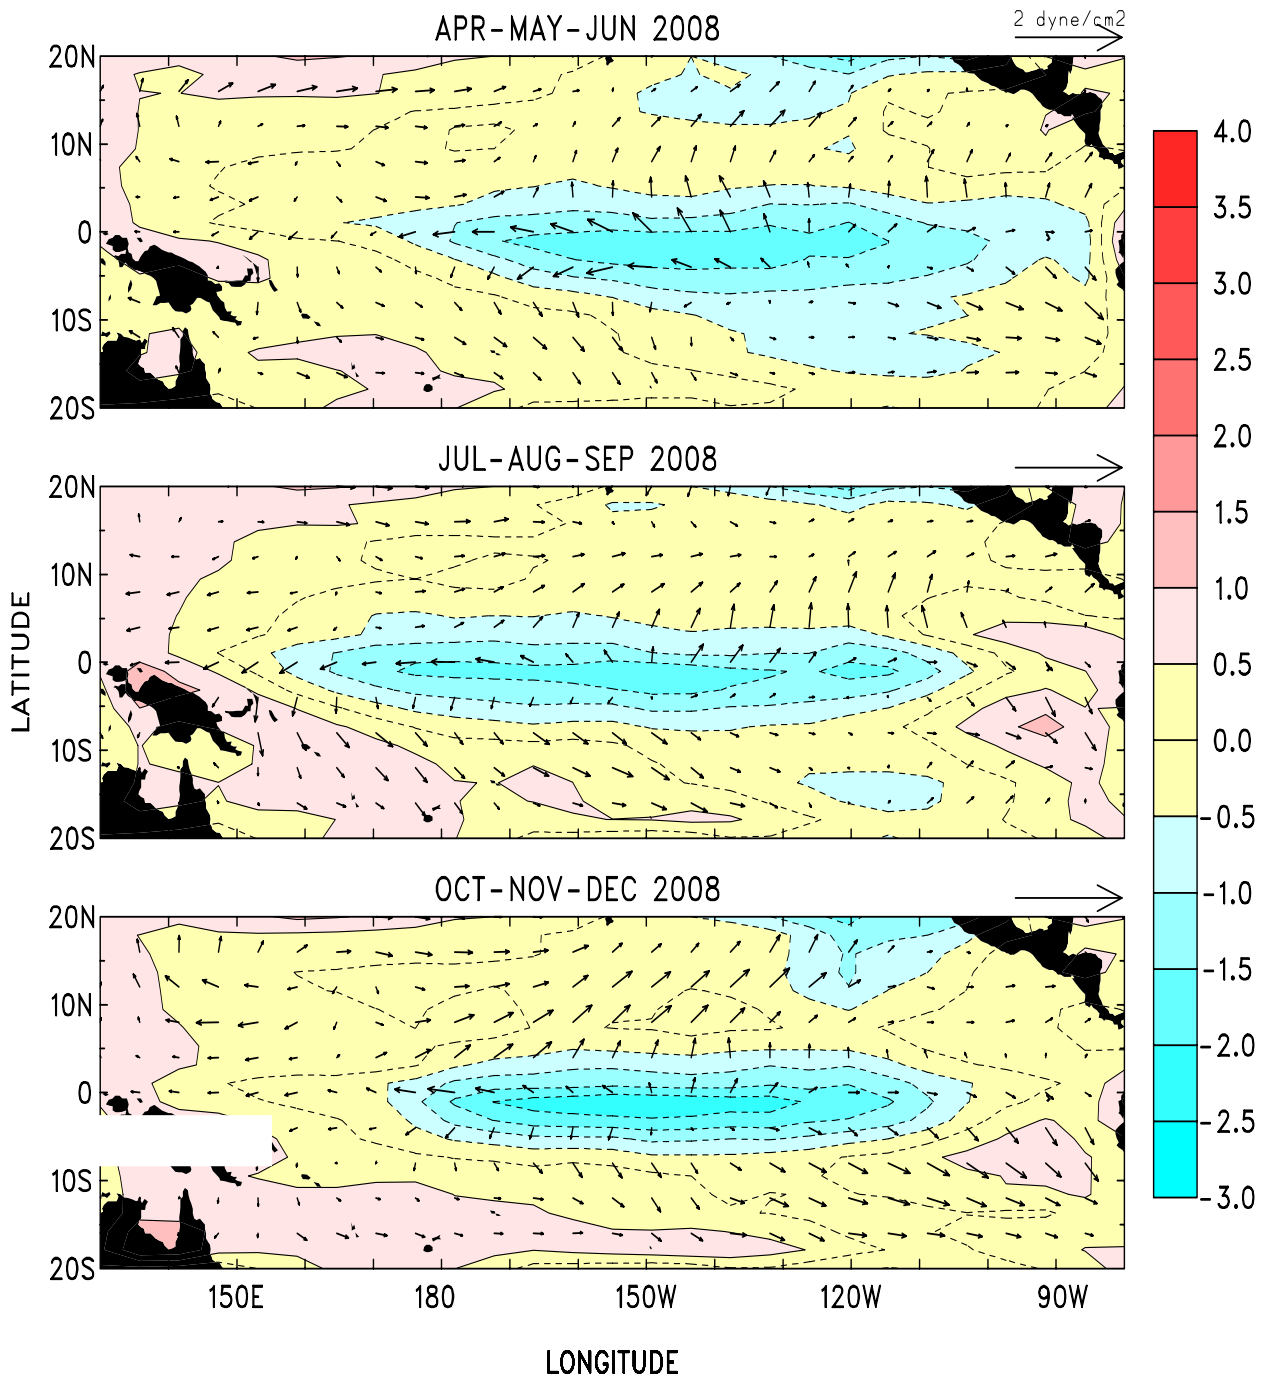 APR-MAY-JUN 2008
2 dyne/cm2
20N
10N
0
10S
20S
JUL-AUG-SEP 2008
20N
10N
0
10S
20S
LATITUDE
OCT-NOV-DEC 2008
20N
10N
0
10S
20S
150E 180 150W 120W 90W
LONGITUDE
4.0
3.5
3.0
2.5
2.0
1.5
1.0
0.5
0.0
-0.5
-1.0
-1.5
-2.0
-2.5
-3.0